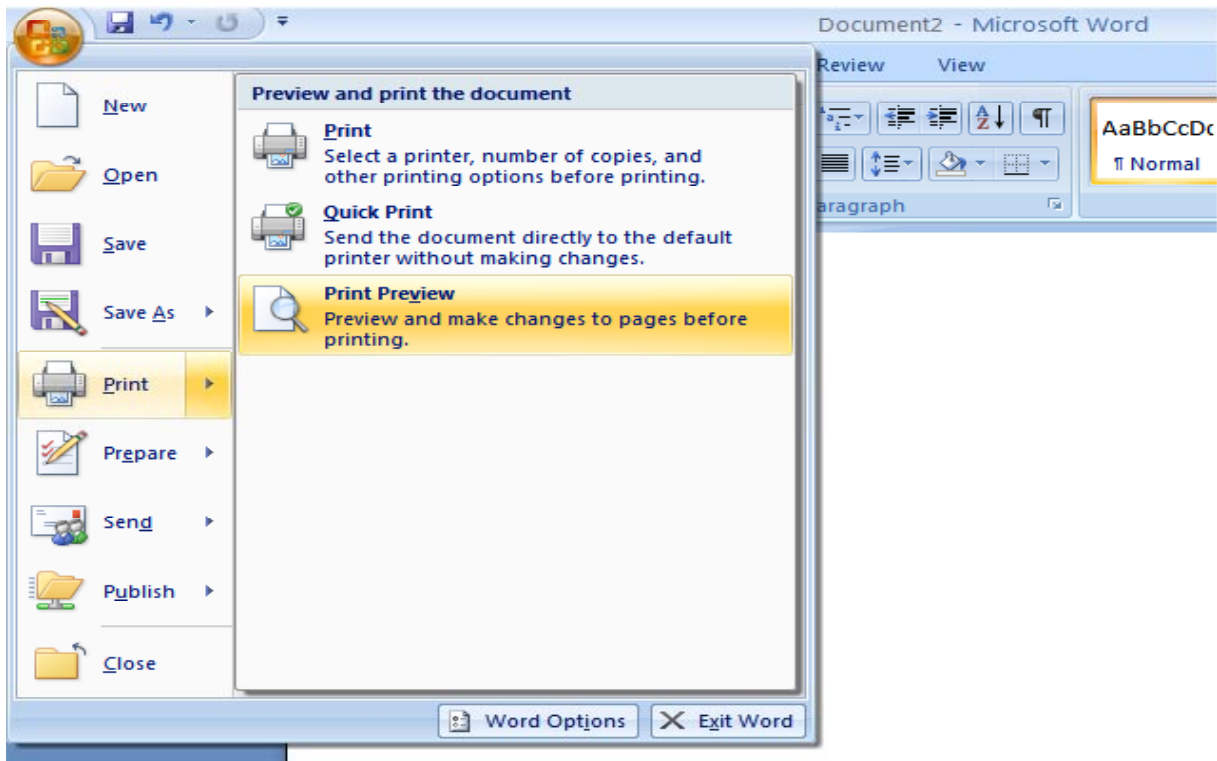 Document2 - Microsoft Word
Review View
New
Open
Save
Save As
Print
Prepare
Send
Publish
Close
Preview and print the document
Print
Select a printer, number of copies, and
other printing options before printing.
Quick Print
Send the document directly to the default
printer without making changes.
Print Preview
Preview and make changes to pages before
printing.
AaBbCcDc
¶ Normal
aragraph
Word Options
Exit Word